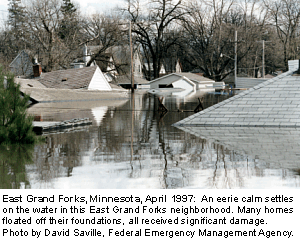 East Grand Forks, Minnesota, April 1997: An eerie calm settles
on the water in this East Grand Forks neighborhood. Many homes
floated off their foundations, all received significant damage.
Photo by David Saville, Federal Emergency Management Agency.